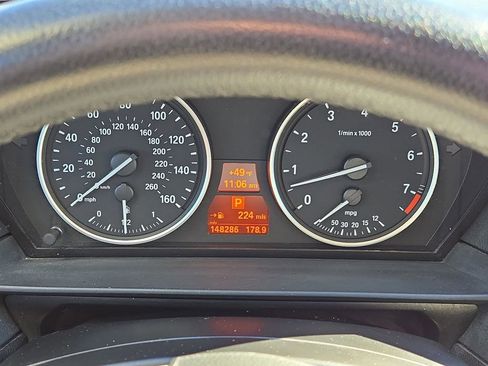 0 20 40 60 80 100 120 140 160
20 40 60 80 100 120 140 160 180 200 220 240 260
km/h
mph
0 1/2
+49 °F
11:06 am
P
224 mls
148286 178.9
0 1 2 3 4 5 6 7
1/min x 1000
50 30 20 15 12
mpg